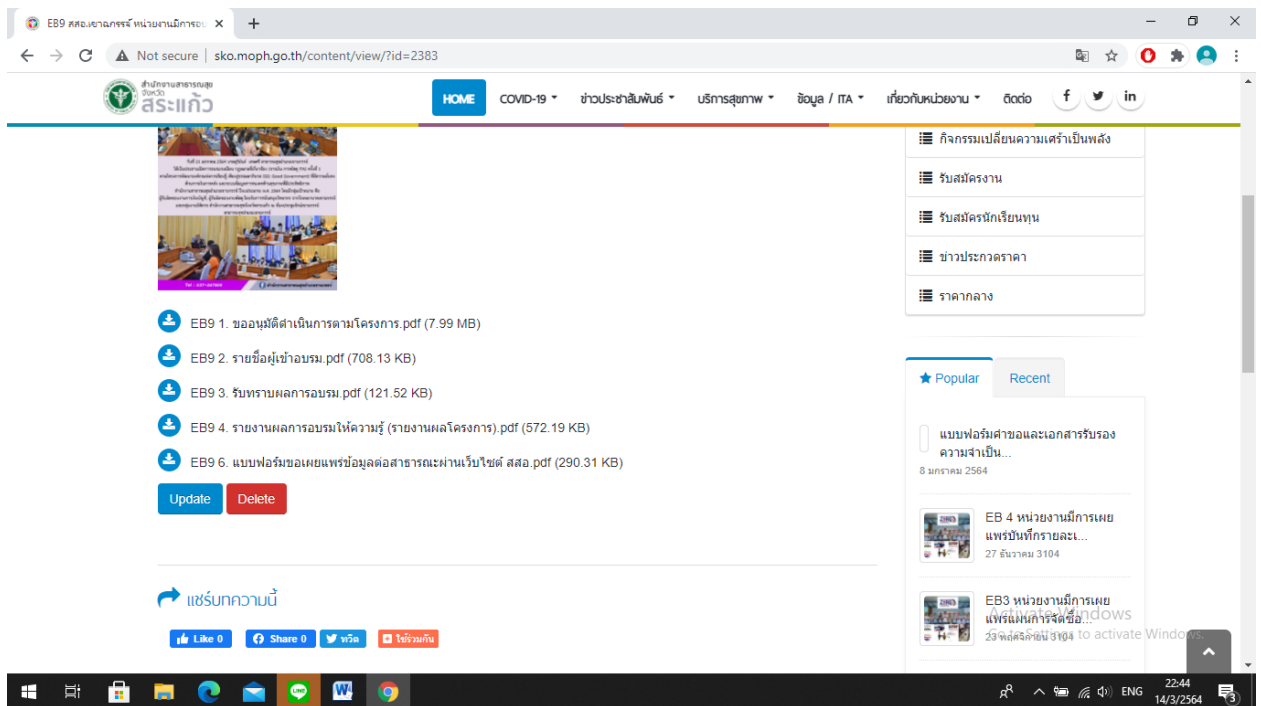 EB9 สสอ.เขาฉกรรจ์ หน่วยงานมีการอบ
Not secure | sko.moph.go.th/content/view/?id=2383
สำนักงานสาธารณสุข
จังหวัด
สระแก้ว
HOME
COVID-19
ข่าวประชาสัมพันธ์
บริการสุขภาพ
ข้อมูล / ITA
เกี่ยวกับหน่วยงาน
ติดต่อ
EB9 1. ขออนุมัติดำเนินการตามโครงการ.pdf (7.99 MB)
EB9 2. รายชื่อผู้เข้าอบรม.pdf (708.13 KB)
EB9 3. รับทราบผลการอบรม.pdf (121.52 KB)
EB9 4. รายงานผลการอบรมให้ความรู้ (รายงานผลโครงการ).pdf (572.19 KB)
EB9 6. แบบฟอร์มขอเผยแพร่ข้อมูลต่อสาธารณะผ่านเว็บไซต์ สสอ.pdf (290.31 KB)
Update Delete
แชร์บทความนี้
Like 0 Share 0 ทวีต ใช้ร่วมกัน
กิจกรรมเปลี่ยนความเศร้าเป็นพลัง
รับสมัครงาน
รับสมัครนักเรียนทุน
ข่าวประกวดราคา
ราคากลาง
Popular Recent
แบบฟอร์มคำขอและเอกสารรับรอง
ความจำเป็น...
8 มกราคม 2564
EB 4 หน่วยงานมีการเผย
แพร่บันทึกรายละเ...
27 ธันวาคม 3104
EB3 หน่วยงานมีการเผย
แพร่แผนการจัดซื้อ...
23 พฤศจิกายน 3104
Activate Windows
Go to Settings to activate Windows.
ENG
22:44
14/3/2564